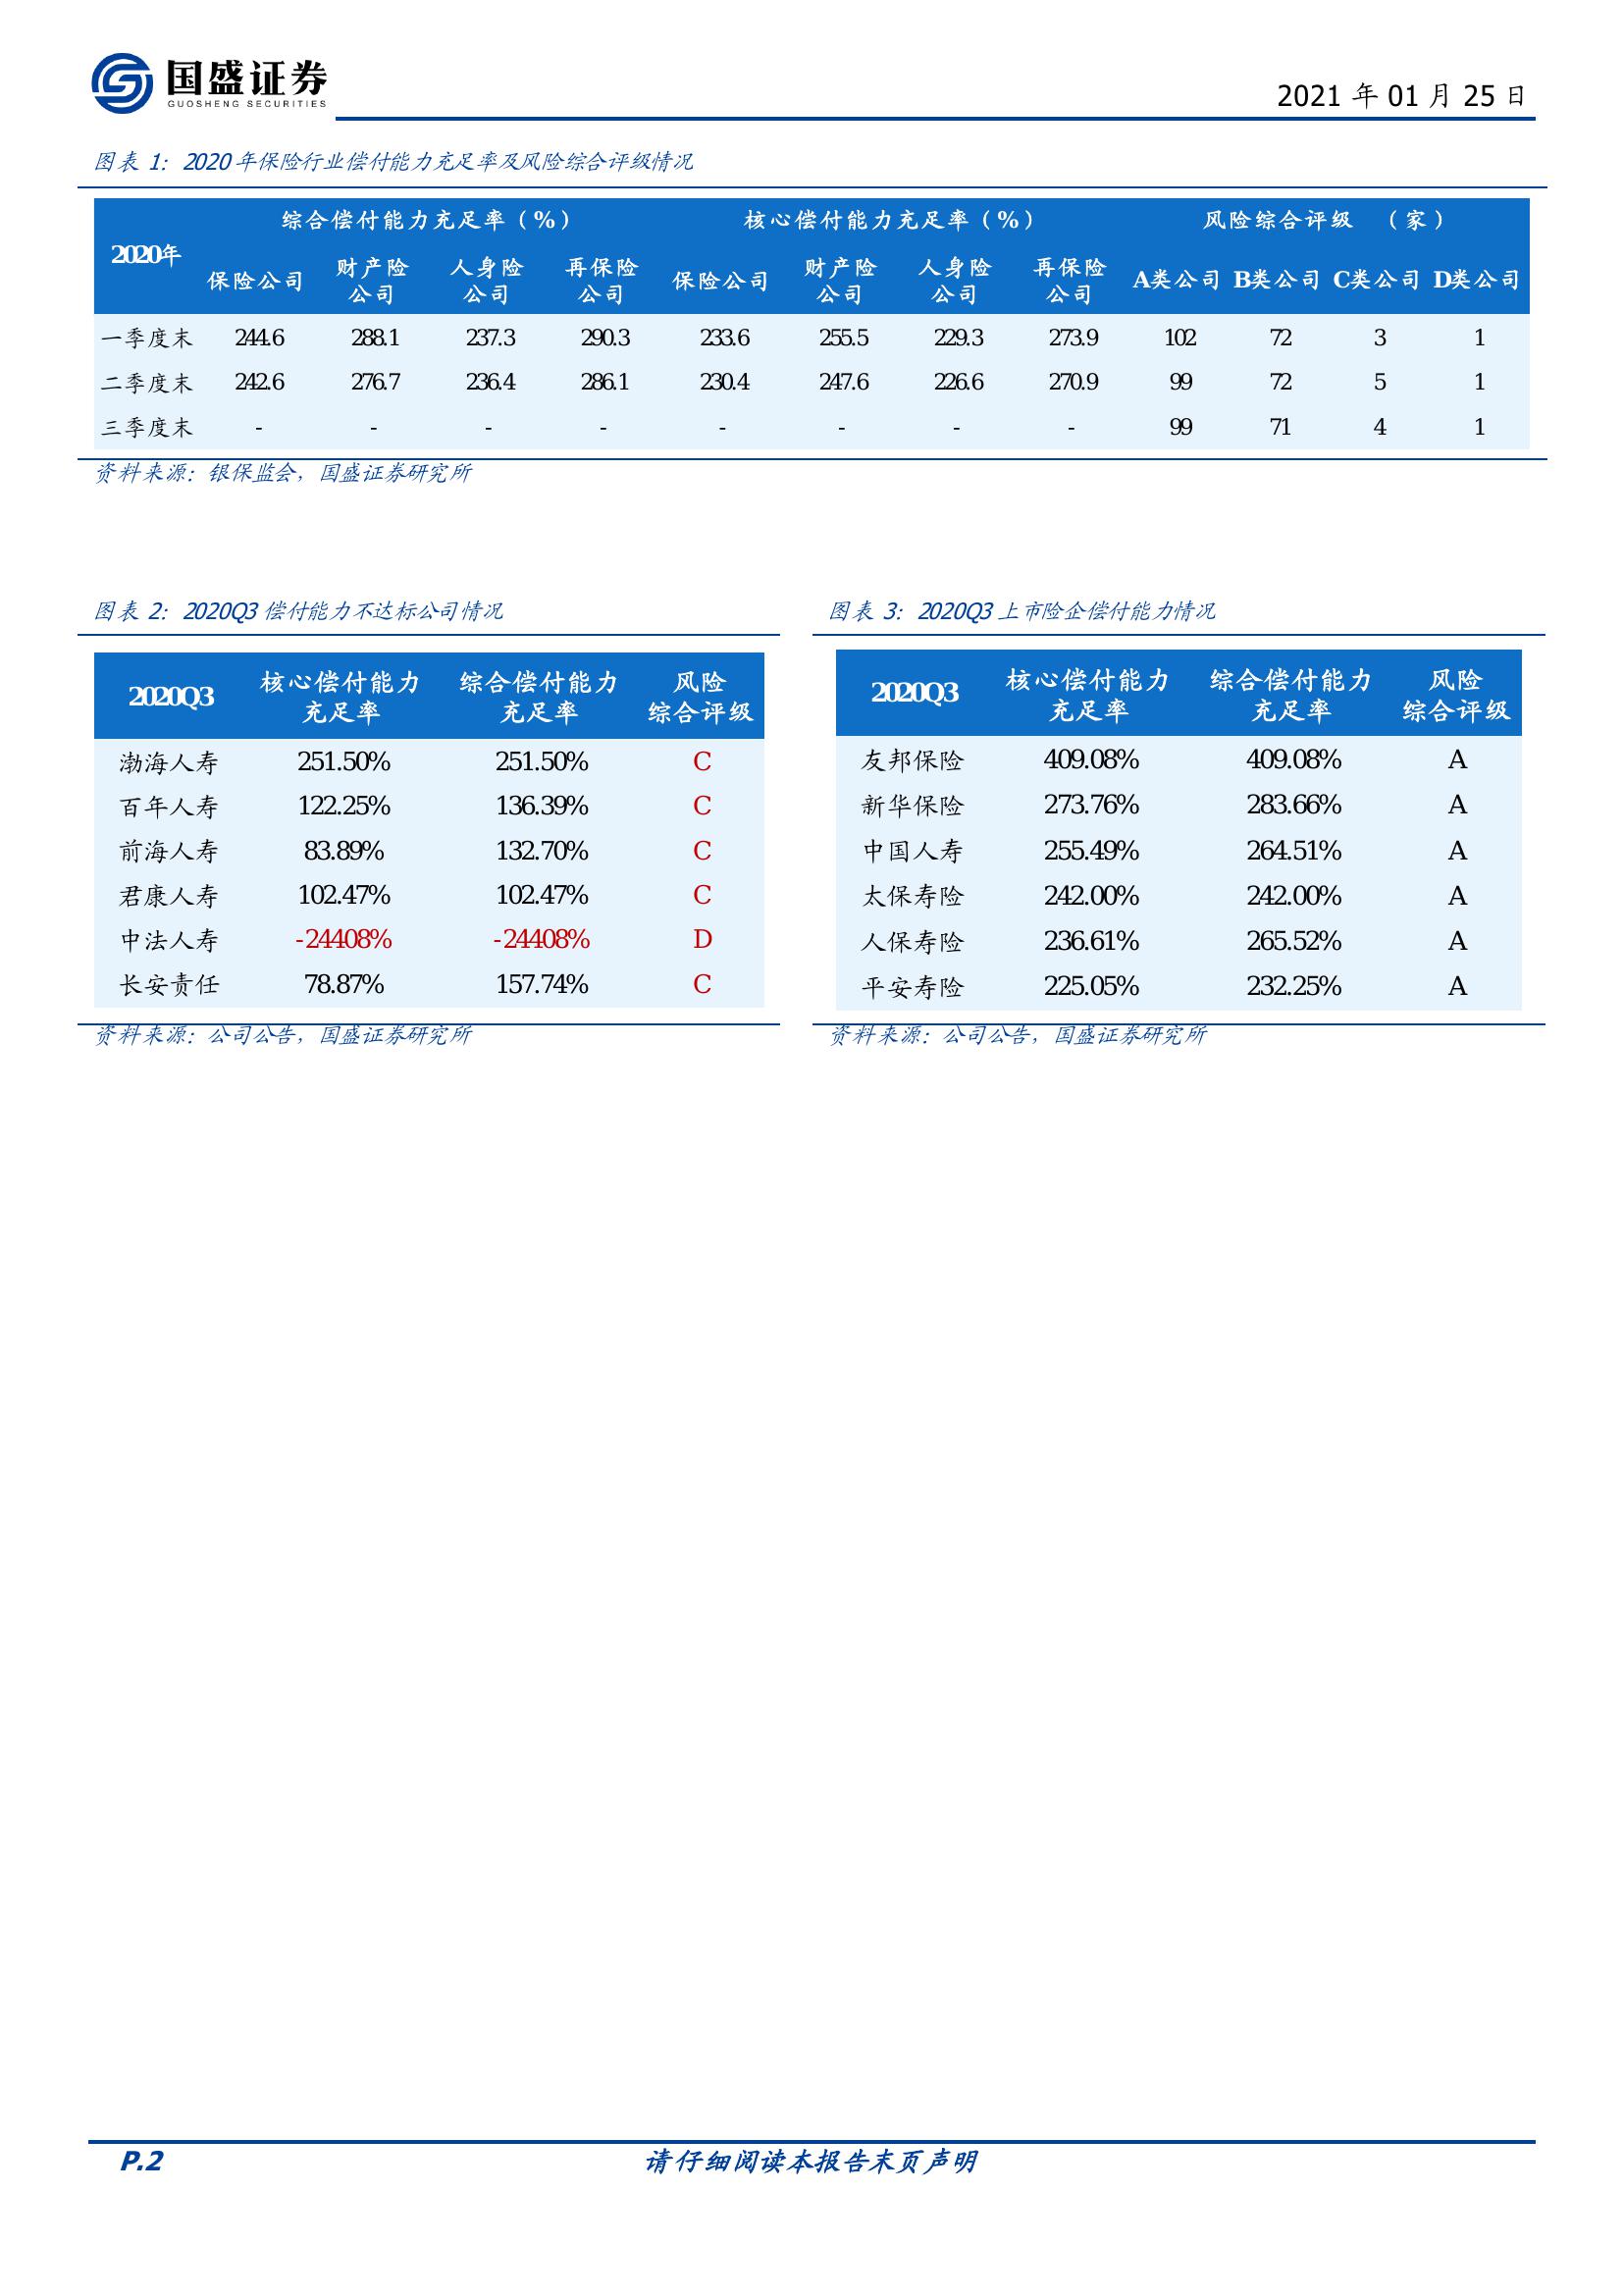 国盛证券
GUOSHENG SECURITIES
2021 年 01 月 25 日
图表 1：2020 年保险行业偿付能力充足率及风险综合评级情况
2020年 综合偿付能力充足率（%） 核心偿付能力充足率（%） 风险综合评级 （家）
保险公司 财产险公司 人身险公司 再保险公司 保险公司 财产险公司 人身险公司 再保险公司 A类公司 B类公司 C类公司 D类公司
一季度末 244.6 288.1 237.3 290.3 233.6 255.5 229.3 273.9 102 72 3 1
二季度末 242.6 276.7 236.4 286.1 230.4 247.6 226.6 270.9 99 72 5 1
三季度末 - - - - - - - - 99 71 4 1
资料来源：银保监会，国盛证券研究所
图表 2：2020Q3 偿付能力不达标公司情况
2020Q3 核心偿付能力充足率 综合偿付能力充足率 风险综合评级
渤海人寿 251.50% 251.50% C
百年人寿 122.25% 136.39% C
前海人寿 83.89% 132.70% C
君康人寿 102.47% 102.47% C
中法人寿 -24408% -24408% D
长安责任 78.87% 157.74% C
资料来源：公司公告，国盛证券研究所
图表 3：2020Q3 上市险企偿付能力情况
2020Q3 核心偿付能力充足率 综合偿付能力充足率 风险综合评级
友邦保险 409.08% 409.08% A
新华保险 273.76% 283.66% A
中国人寿 255.49% 264.51% A
太保寿险 242.00% 242.00% A
人保寿险 236.61% 265.52% A
平安寿险 225.05% 232.25% A
资料来源：公司公告，国盛证券研究所
P.2 请仔细阅读本报告末页声明